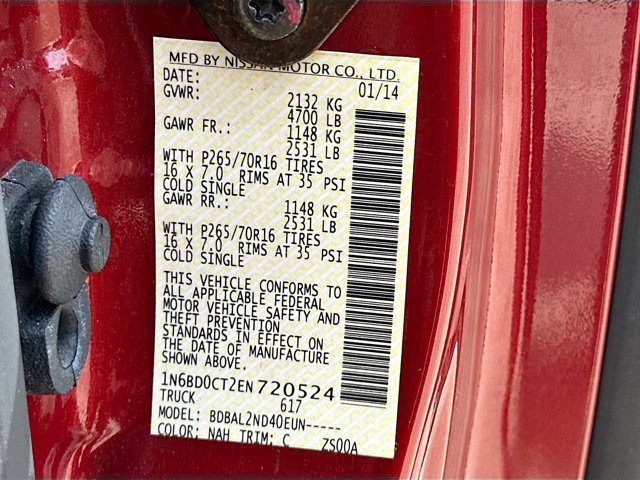 MFD BY NISSAN MOTOR CO., LTD.
DATE: 01/14
GVWR: 2132 KG
4700 LB
GAWR FR.: 1148 KG
2531 LB
WITH P265/70R16 TIRES
16 X 7.0 RIMS AT 35 PSI
COLD SINGLE
GAWR RR.: 1148 KG
2531 LB
WITH P265/70R16 TIRES
16 X 7.0 RIMS AT 35 PSI
COLD SINGLE
THIS VEHICLE CONFORMS TO
ALL APPLICABLE FEDERAL
MOTOR VEHICLE SAFETY AND
THEFT PREVENTION
STANDARDS IN EFFECT ON
THE DATE OF MANUFACTURE
SHOWN ABOVE.
1N6BD0CT2EN720524
TRUCK 617
MODEL: BDBAL2ND40EUN-----
COLOR: NAH TRIM: C ZS00A